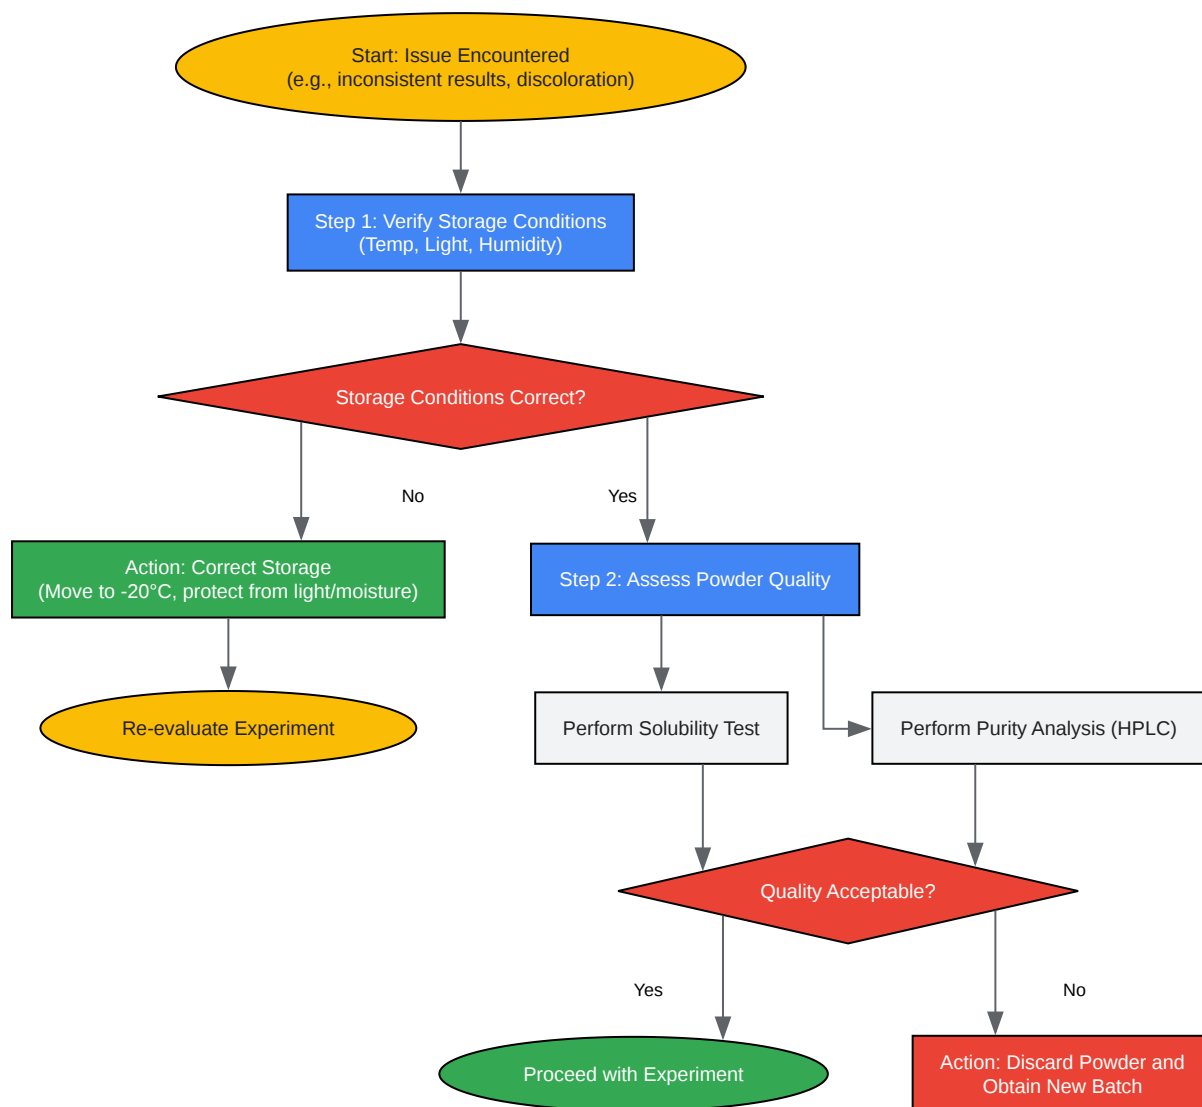 Start: Issue Encountered
(e.g., inconsistent results, discoloration)
Step 1: Verify Storage Conditions
(Temp, Light, Humidity)
Storage Conditions Correct?
No
Yes
Action: Correct Storage
(Move to -20°C, protect from light/moisture)
Step 2: Assess Powder Quality
Re-evaluate Experiment
Perform Solubility Test
Perform Purity Analysis (HPLC)
Quality Acceptable?
Yes
No
Proceed with Experiment
Action: Discard Powder and
Obtain New Batch